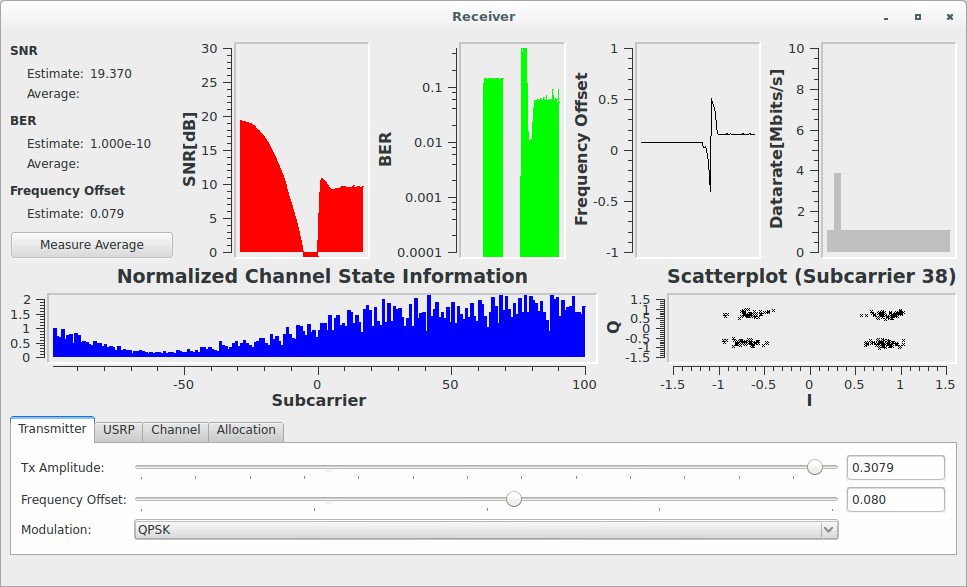 Receiver
SNR
Estimate: 19.370
Average:
BER
Estimate: 1.000e-10
Average:
Frequency Offset
Estimate: 0.079
Measure Average
SNR[dB]
30
25
20
15
10
5
0
BER
0.1
0.01
0.001
0.0001
Frequency Offset
1
0.5
0
-0.5
-1
Datarate[Mbits/s]
10
8
6
4
2
0
Normalized Channel State Information
2
1.5
1
0.5
0
-50 0 50 100
Subcarrier
Scatterplot (Subcarrier 38)
Q
1.5
1
0.5
0
-0.5
-1
-1.5
-1.5 -1 -0.5 0 0.5 1 1.5
I
Transmitter USRP Channel Allocation
Tx Amplitude: 0.3079
Frequency Offset: 0.080
Modulation: QPSK